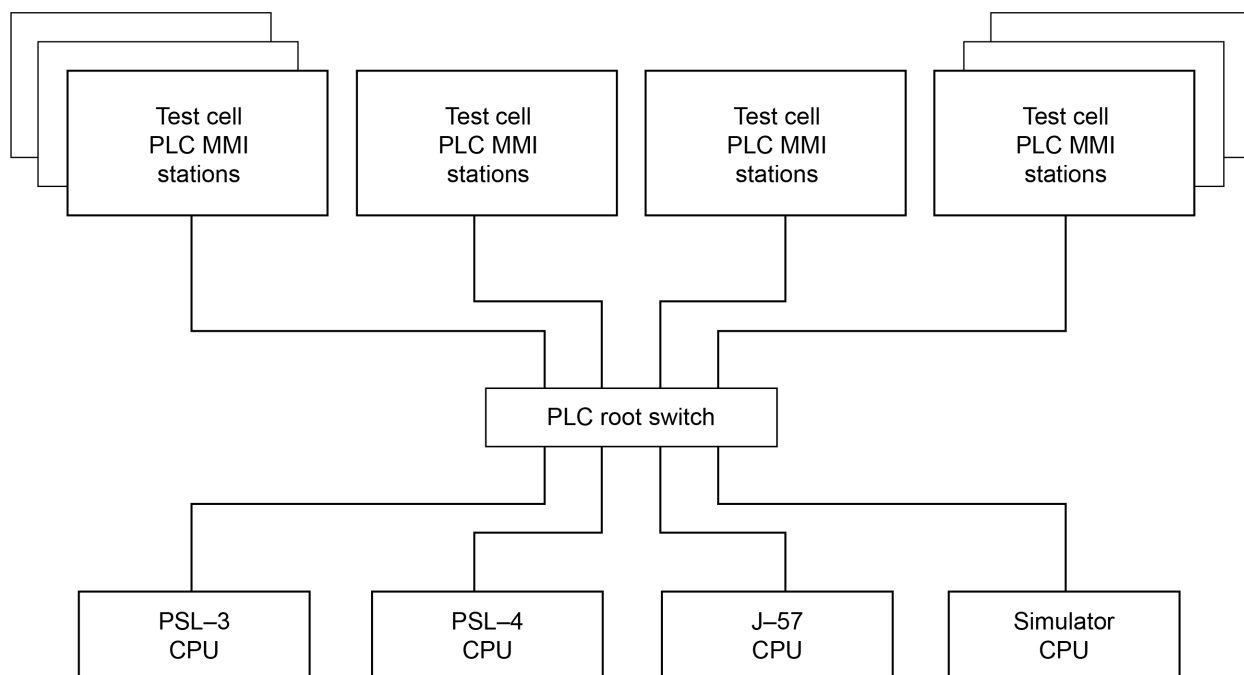 Test cell
PLC MMI
stations
Test cell
PLC MMI
stations
Test cell
PLC MMI
stations
Test cell
PLC MMI
stations
PLC root switch
PSL–3
CPU
PSL–4
CPU
J–57
CPU
Simulator
CPU